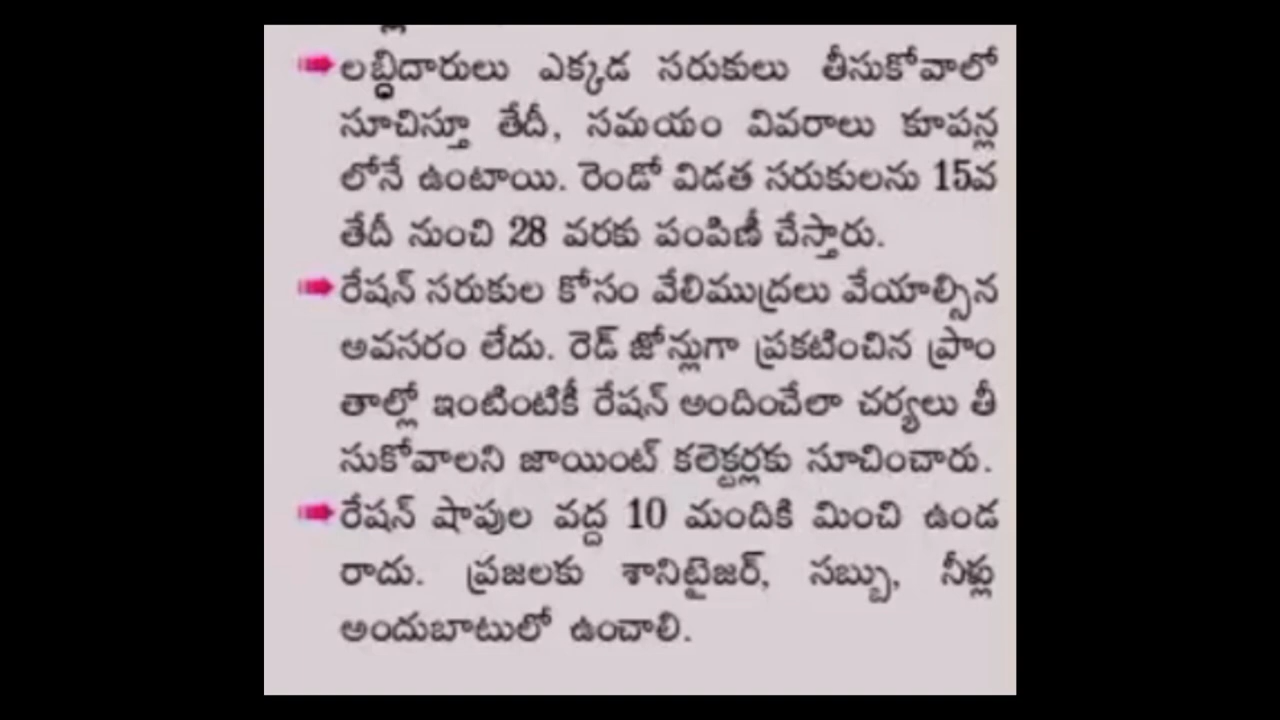 లబ్ధిదారులు ఎక్కడ సరుకులు తీసుకోవాలో
సూచిస్తూ తేదీ, సమయం వివరాలు కూపన్ల
లోనే ఉంటాయి. రెండో విడత సరుకులను 15వ
తేదీ నుంచి 28 వరకు పంపిణీ చేస్తారు.
రేషన్ సరుకుల కోసం వేలిముద్రలు వేయాల్సిన
అవసరం లేదు. రెడ్ జోన్లుగా ప్రకటించిన ప్రాం
తాల్లో ఇంటింటికీ రేషన్ అందించేలా చర్యలు తీ
సుకోవాలని జాయింట్ కలెక్టర్లకు సూచించారు.
రేషన్ షాపుల వద్ద 10 మందికి మించి ఉండ
రాదు. ప్రజలకు శానిటైజర్, సబ్బు, నీళ్లు
అందుబాటులో ఉంచాలి.